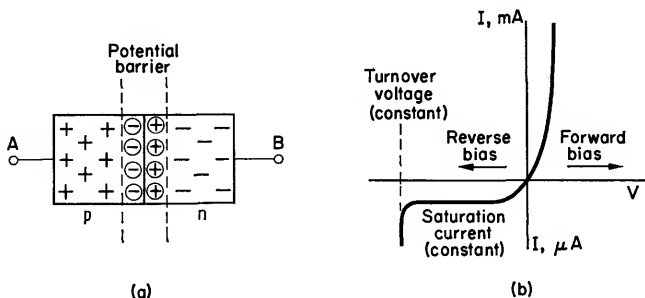 Potential
barrier
A
B
+ + + + + + + +
− − − −
+ + + +
− − − − − − − −
p
n
(a)
I, mA
Turnover
voltage
(constant)
Reverse
bias
Forward
bias
V
Saturation
current
(constant)
I, μA
(b)